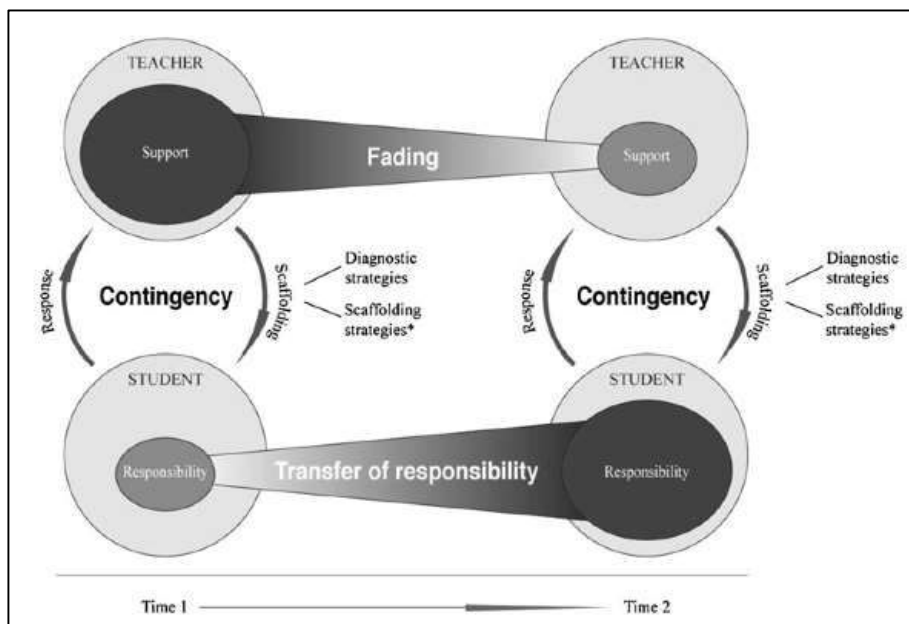 TEACHER
TEACHER
Support
Fading
Support
Response
Contingency
Scaffolding
Diagnostic
strategies
Scaffolding
strategies*
Response
Contingency
Scaffolding
Diagnostic
strategies
Scaffolding
strategies*
STUDENT
STUDENT
Responsibility
Transfer of responsibility
Responsibility
Time 1
Time 2